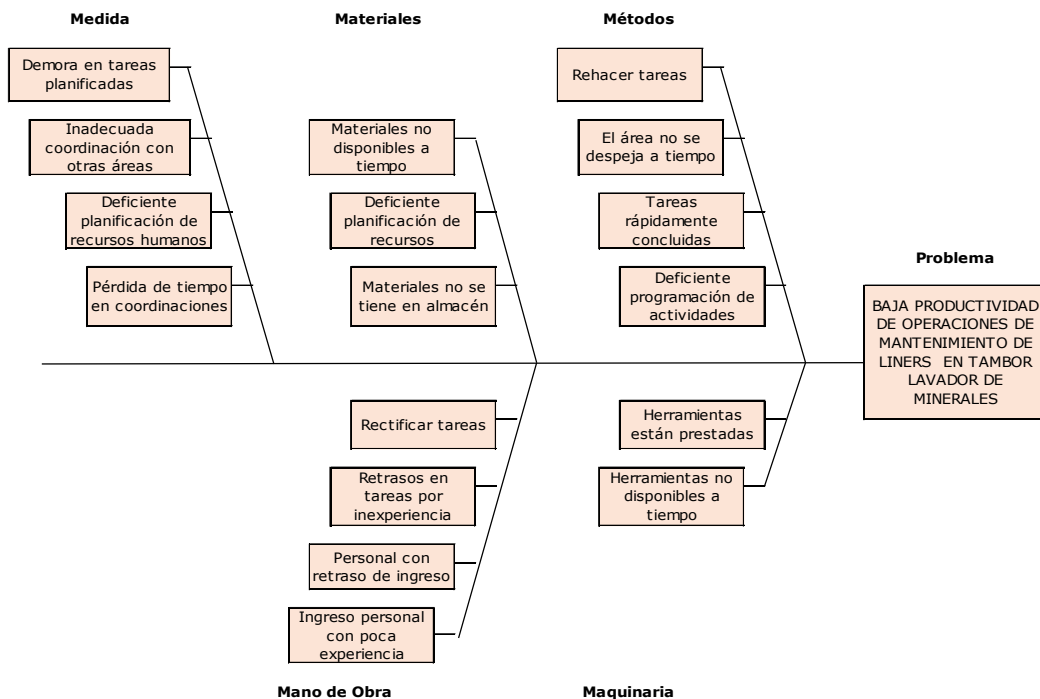 Medida
Materiales
Métodos
Demora en tareas
planificadas
Inadecuada
coordinación con
otras áreas
Deficiente
planificación de
recursos humanos
Pérdida de tiempo
en coordinaciones
Materiales no
disponibles a
tiempo
Deficiente
planificación de
recursos
Materiales no se
tiene en almacén
Rehacer tareas
El área no se
despeja a tiempo
Tareas
rápidamente
concluidas
Deficiente
programación de
actividades
Problema
BAJA PRODUCTIVIDAD
DE OPERACIONES DE
MANTENIMIENTO DE
LINERS EN TAMBOR
LAVADOR DE
MINERALES
Rectificar tareas
Retrasos en
tareas por
inexperiencia
Personal con
retraso de ingreso
Ingreso personal
con poca
experiencia
Herramientas
están prestadas
Herramientas no
disponibles a
tiempo
Mano de Obra
Maquinaria